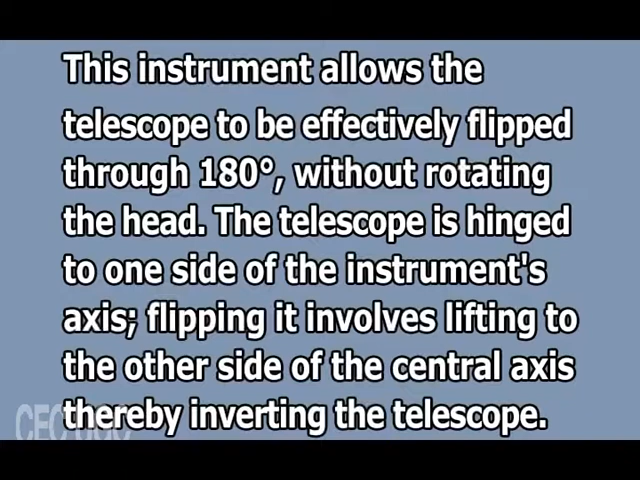 This instrument allows the
telescope to be effectively flipped
through 180°, without rotating
the head. The telescope is hinged
to one side of the instrument's
axis; flipping it involves lifting to
the other side of the central axis
thereby inverting the telescope.
CEC UGC